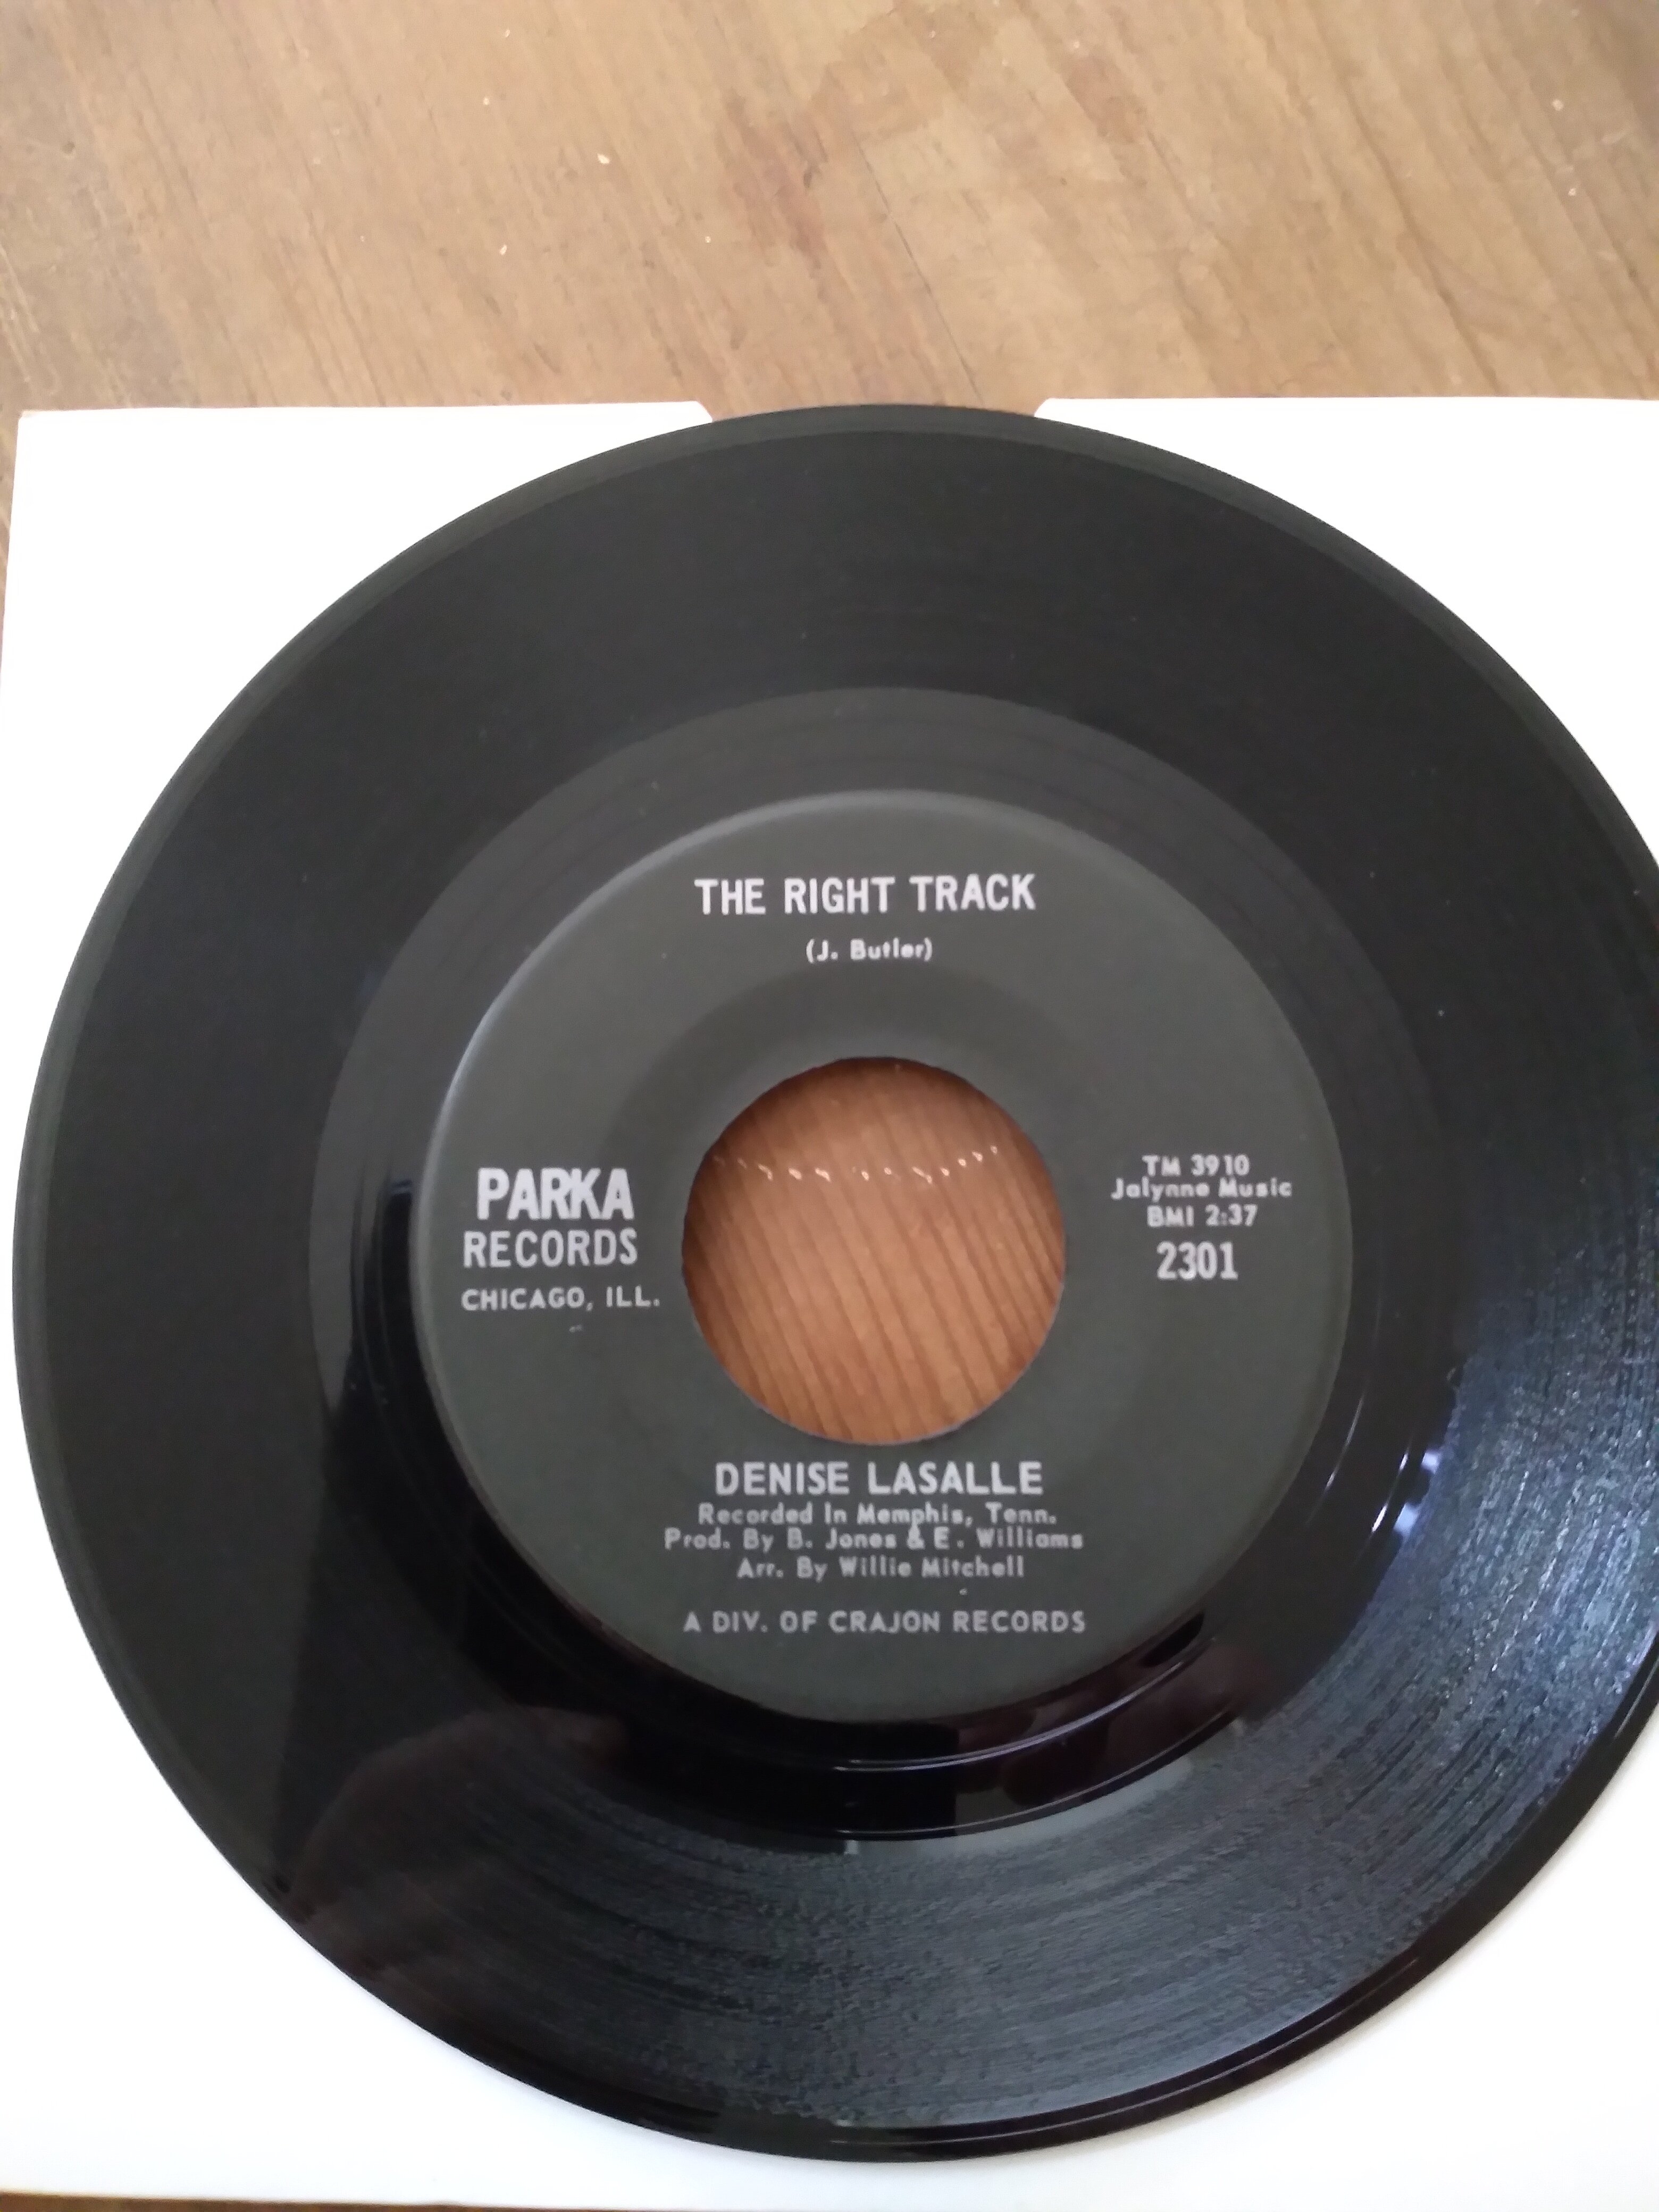 THE RIGHT TRACK
(J. Butler)
PARKA
RECORDS
CHICAGO, ILL.
TM 3910
Jalynne Music
BMI 2:37
2301
DENISE LASALLE
Recorded In Memphis, Tenn.
Prod. By B. Jones & E. Williams
Arr. By Willie Mitchell
A DIV. OF CRAJON RECORDS